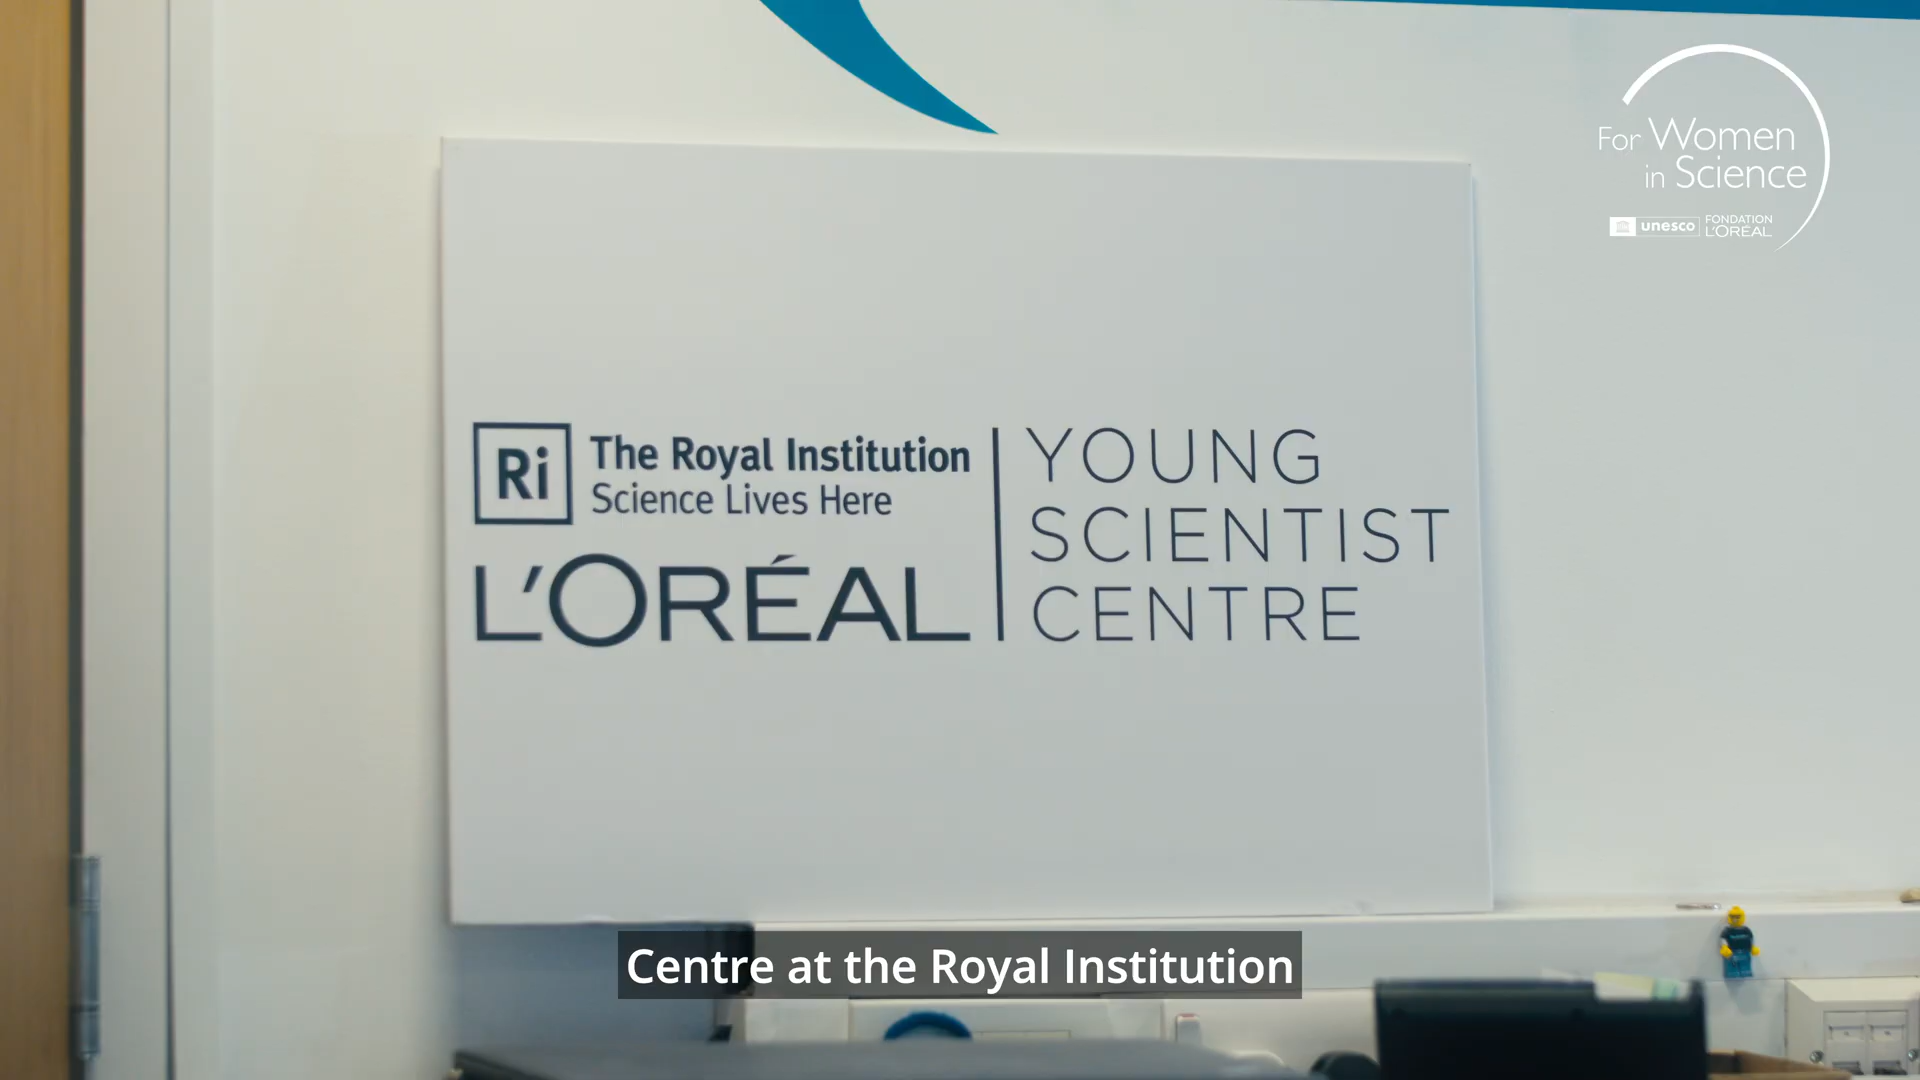 For Women
in Science
unesco
FONDATION
L'ORÉAL
Ri
The Royal Institution
Science Lives Here
L'ORÉAL
YOUNG
SCIENTIST
CENTRE
Centre at the Royal Institution